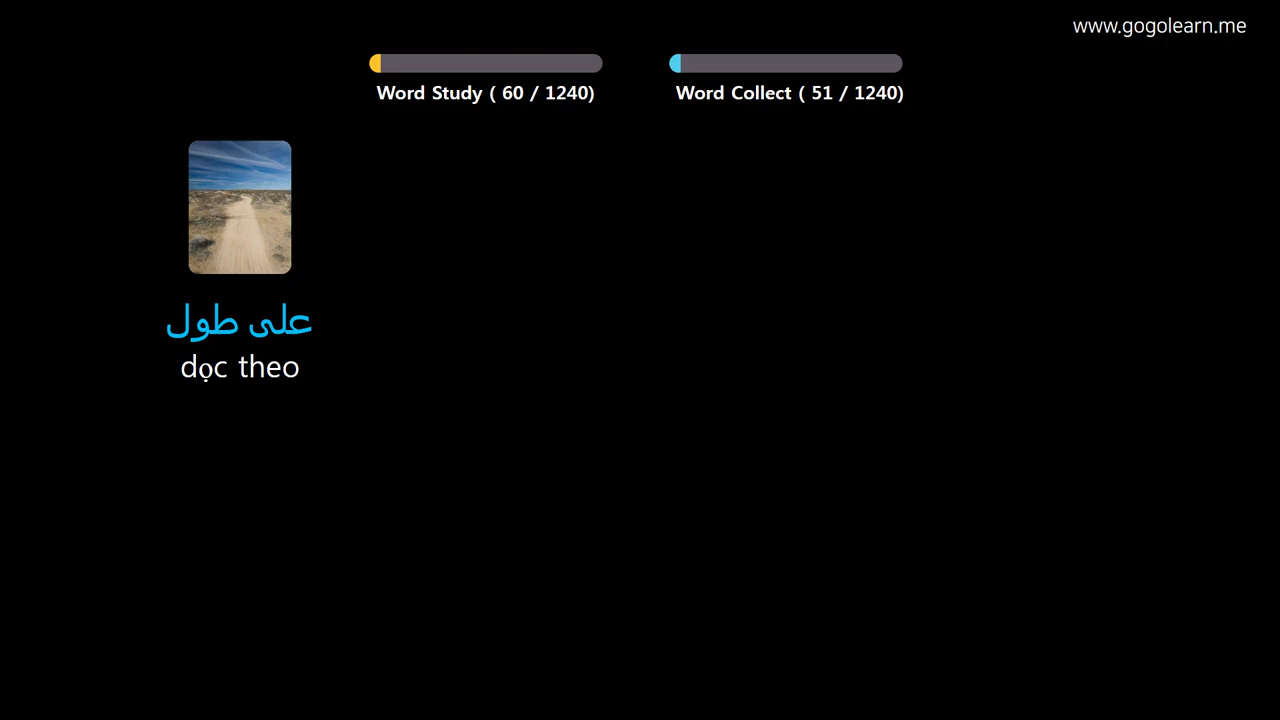 www.gogolearn.me
Word Study ( 60 / 1240)
Word Collect ( 51 / 1240)
على طول
dọc theo